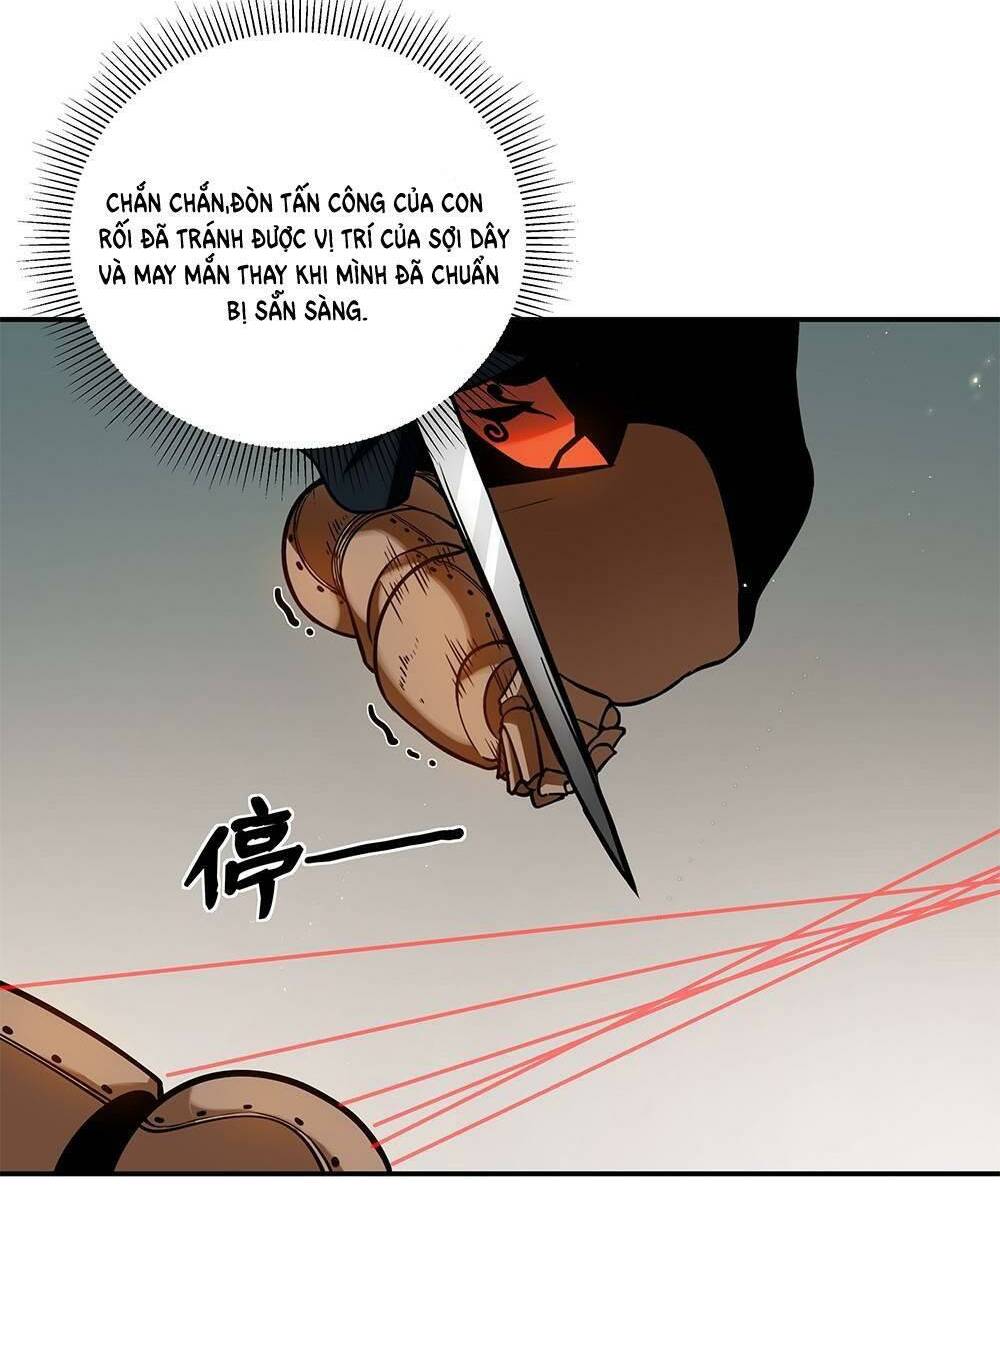 CHẮN CHẮN,ĐÒN TẤN CÔNG CỦA CON
RỐI ĐÃ TRÁNH ĐƯỢC VỊ TRÍ CỦA SỢI DÂY
VÀ MAY MẮN THAY KHI MÌNH ĐÃ CHUẨN
BỊ SẴN SÀNG.
停一